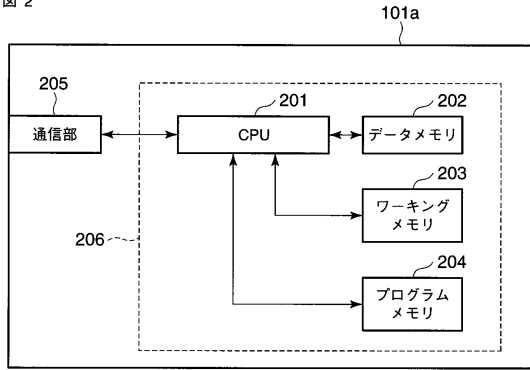 図 2
101a
205
通信部
201
CPU
202
データメモリ
203
ワーキング
メモリ
206
204
プログラム
メモリ